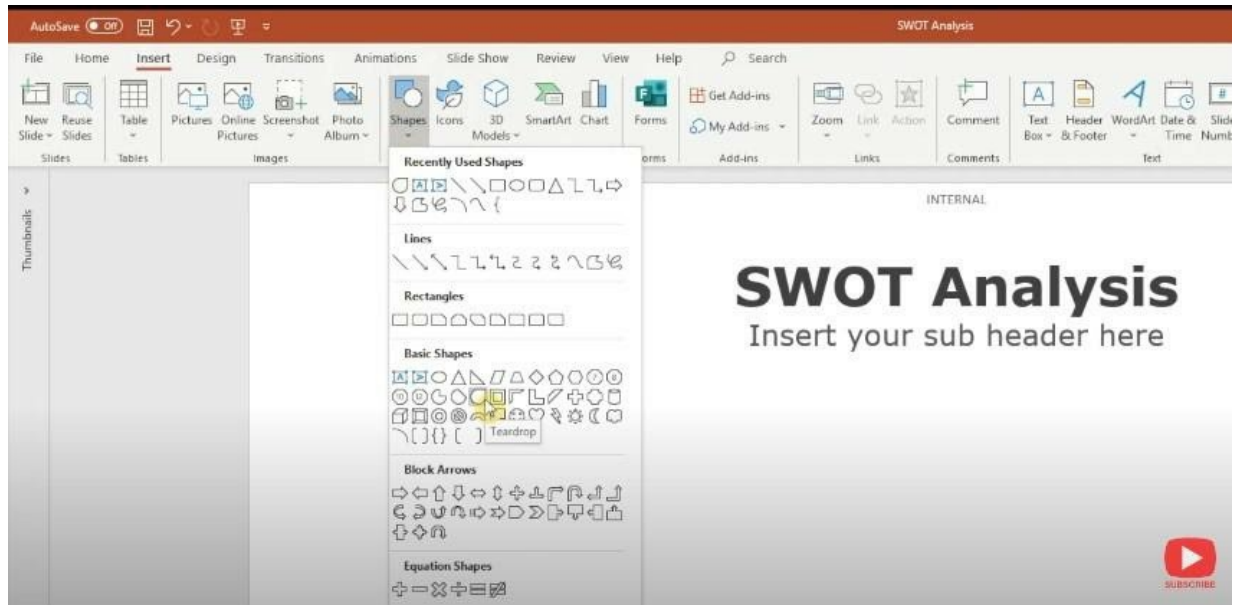 AutoSave Off SWOT Analysis
File Home Insert Design Transitions Animations Slide Show Review View Help Search
New Slide Reuse Slides Table Pictures Online Pictures Screenshot Photo Album Shapes Icons 3D Models SmartArt Chart Forms Get Add-ins My Add-ins Zoom Link Action Comment Text Box Header & Footer WordArt Date & Time Slide Numb
Slides Tables Images orms Add-ins Links Comments Text
Thumbnails
Recently Used Shapes
Lines
Rectangles
Basic Shapes
Teardrop
Block Arrows
Equation Shapes
INTERNAL
SWOT Analysis
Insert your sub header here
SUBSCRIBE